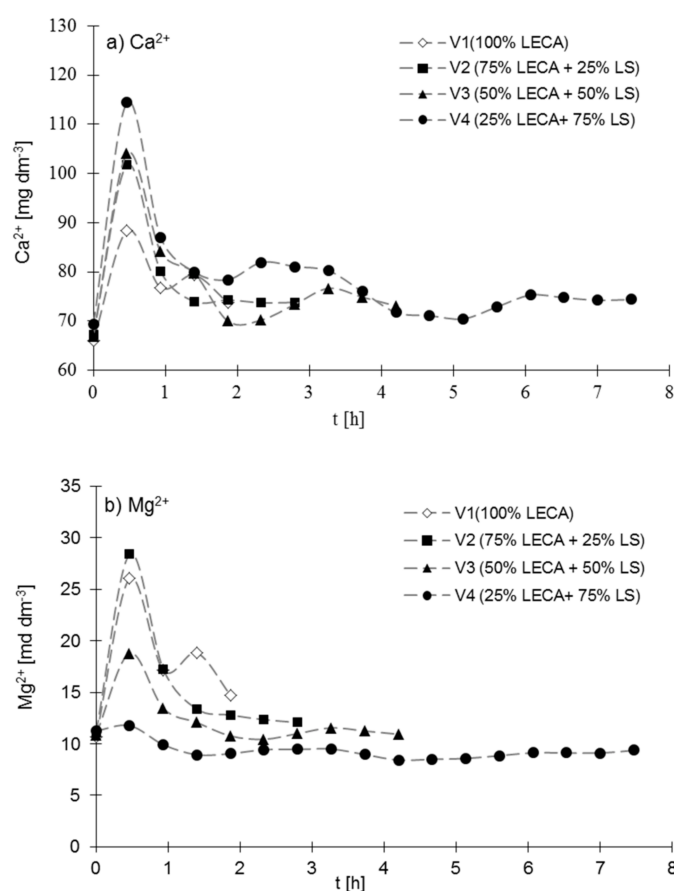 a) Ca²⁺
V1(100% LECA)
V2 (75% LECA + 25% LS)
V3 (50% LECA + 50% LS)
V4 (25% LECA+ 75% LS)
Ca²⁺ [mg dm⁻³]
130
120
110
100
90
80
70
60
0 1 2 3 4 5 6 7 8
t [h]
b) Mg²⁺
V1(100% LECA)
V2 (75% LECA + 25% LS)
V3 (50% LECA + 50% LS)
V4 (25% LECA+ 75% LS)
Mg²⁺ [md dm⁻³]
35
30
25
20
15
10
5
0
0 1 2 3 4 5 6 7 8
t [h]